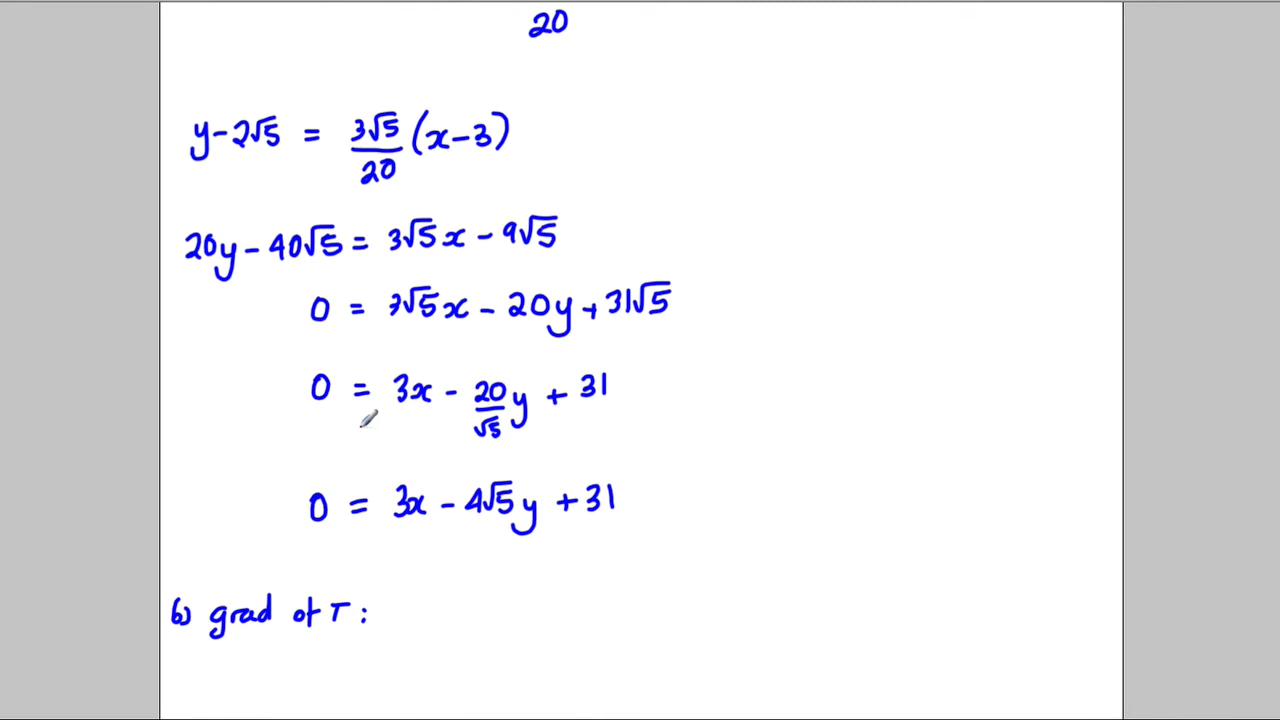 20
y-2√5 = 3√5/20 (x-3)
20y - 40√5 = 3√5x - 9√5
0 = 3√5x - 20y + 31√5
0 = 3x - 20/√5 y + 31
0 = 3x - 4√5y + 31
b) grad of T: